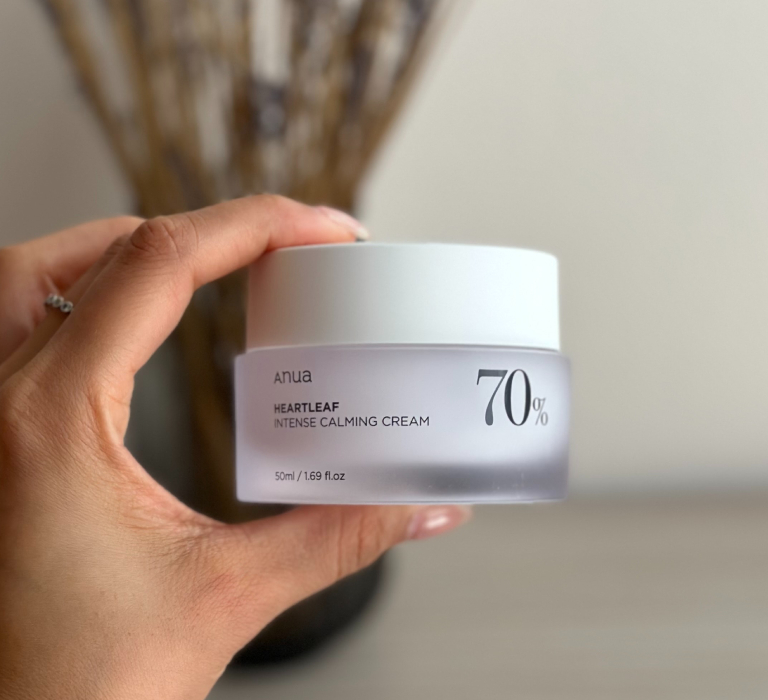 Anua
HEARTLEAF
INTENSE CALMING CREAM
70%
50ml / 1.69 fl.oz